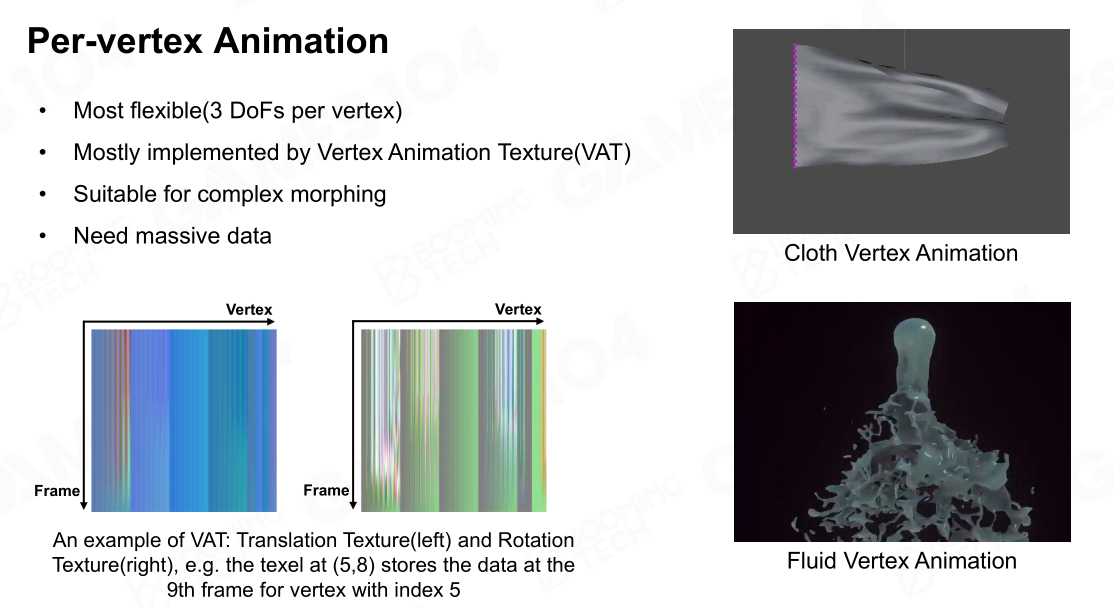 Per-vertex Animation
• Most flexible(3 DoFs per vertex)
• Mostly implemented by Vertex Animation Texture(VAT)
• Suitable for complex morphing
• Need massive data
Cloth Vertex Animation
Vertex
Frame
Vertex
Frame
An example of VAT: Translation Texture(left) and Rotation
Texture(right), e.g. the texel at (5,8) stores the data at the
9th frame for vertex with index 5
Fluid Vertex Animation
GAMES104
BOOMING
TECH